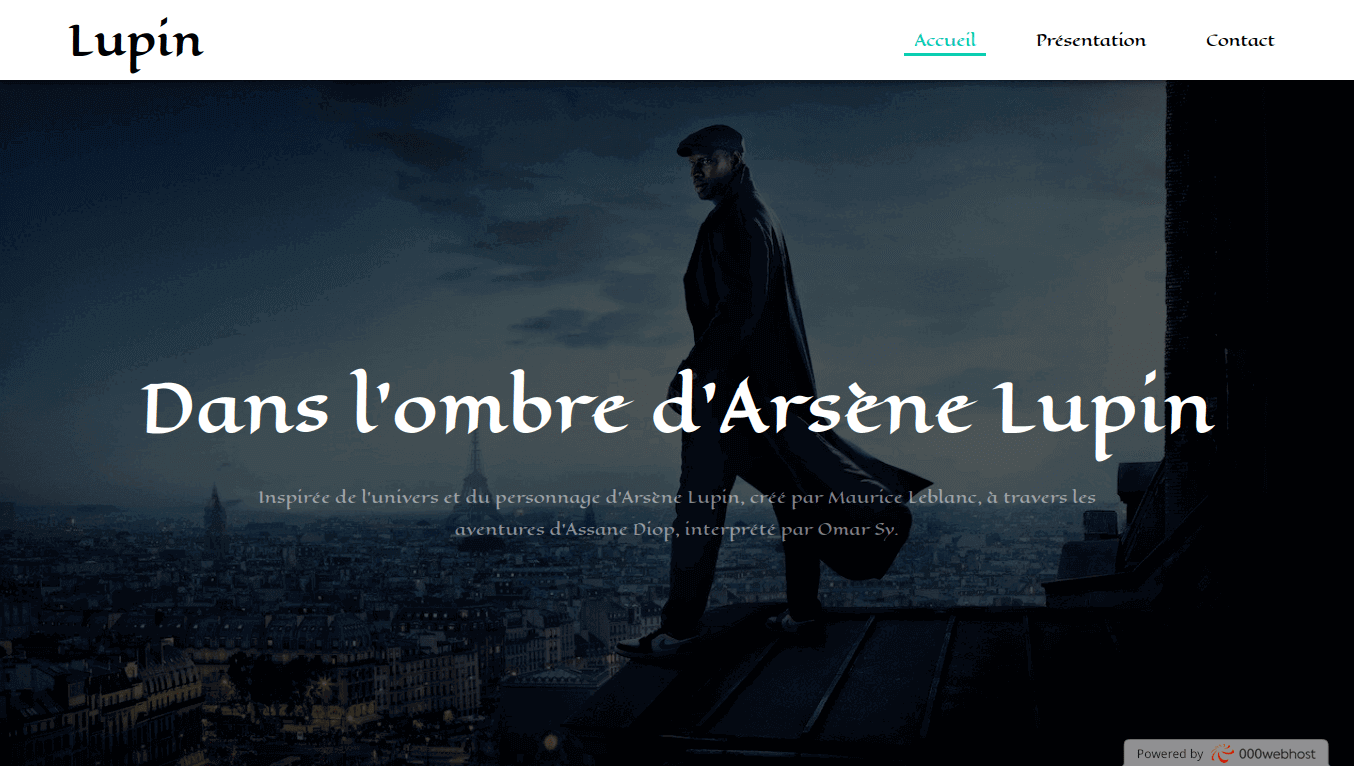 Lupin
Accueil Présentation Contact
Dans l'ombre d'Arsène Lupin
Inspirée de l'univers et du personnage d'Arsène Lupin, créé par Maurice Leblanc, à travers les
aventures d'Assane Diop, interprété par Omar Sy.
Powered by 000webhost